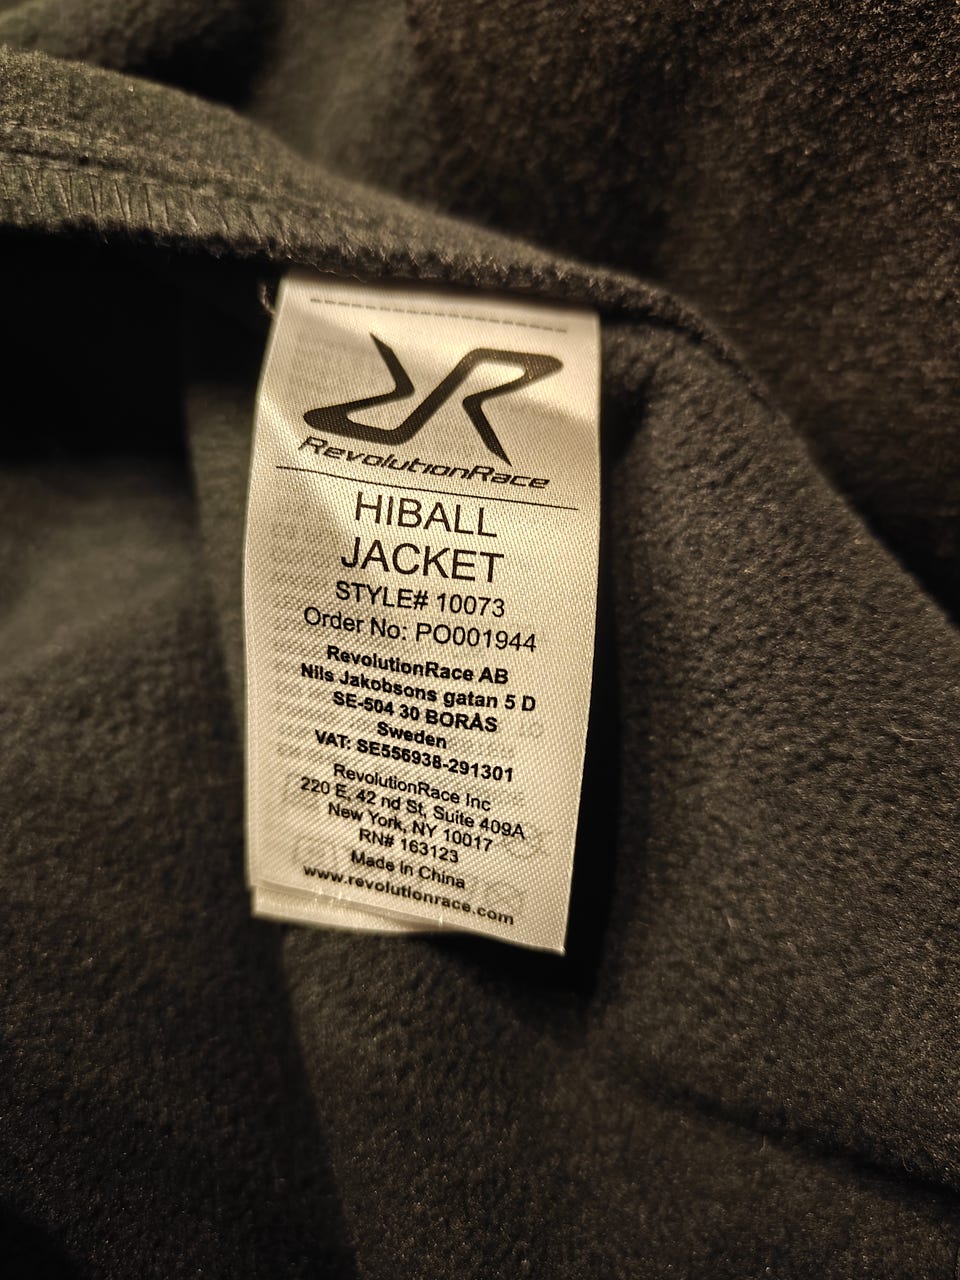 RevolutionRace
HIBALL
JACKET
STYLE# 10073
Order No: PO001944
RevolutionRace AB
Nils Jakobsons gatan 5 D
SE-504 30 BORÅS
Sweden
VAT: SE556938-291301
RevolutionRace Inc
220 E. 42 nd St, Suite 409A
New York, NY 10017
RN# 163123
Made in China
www.revolutionrace.com